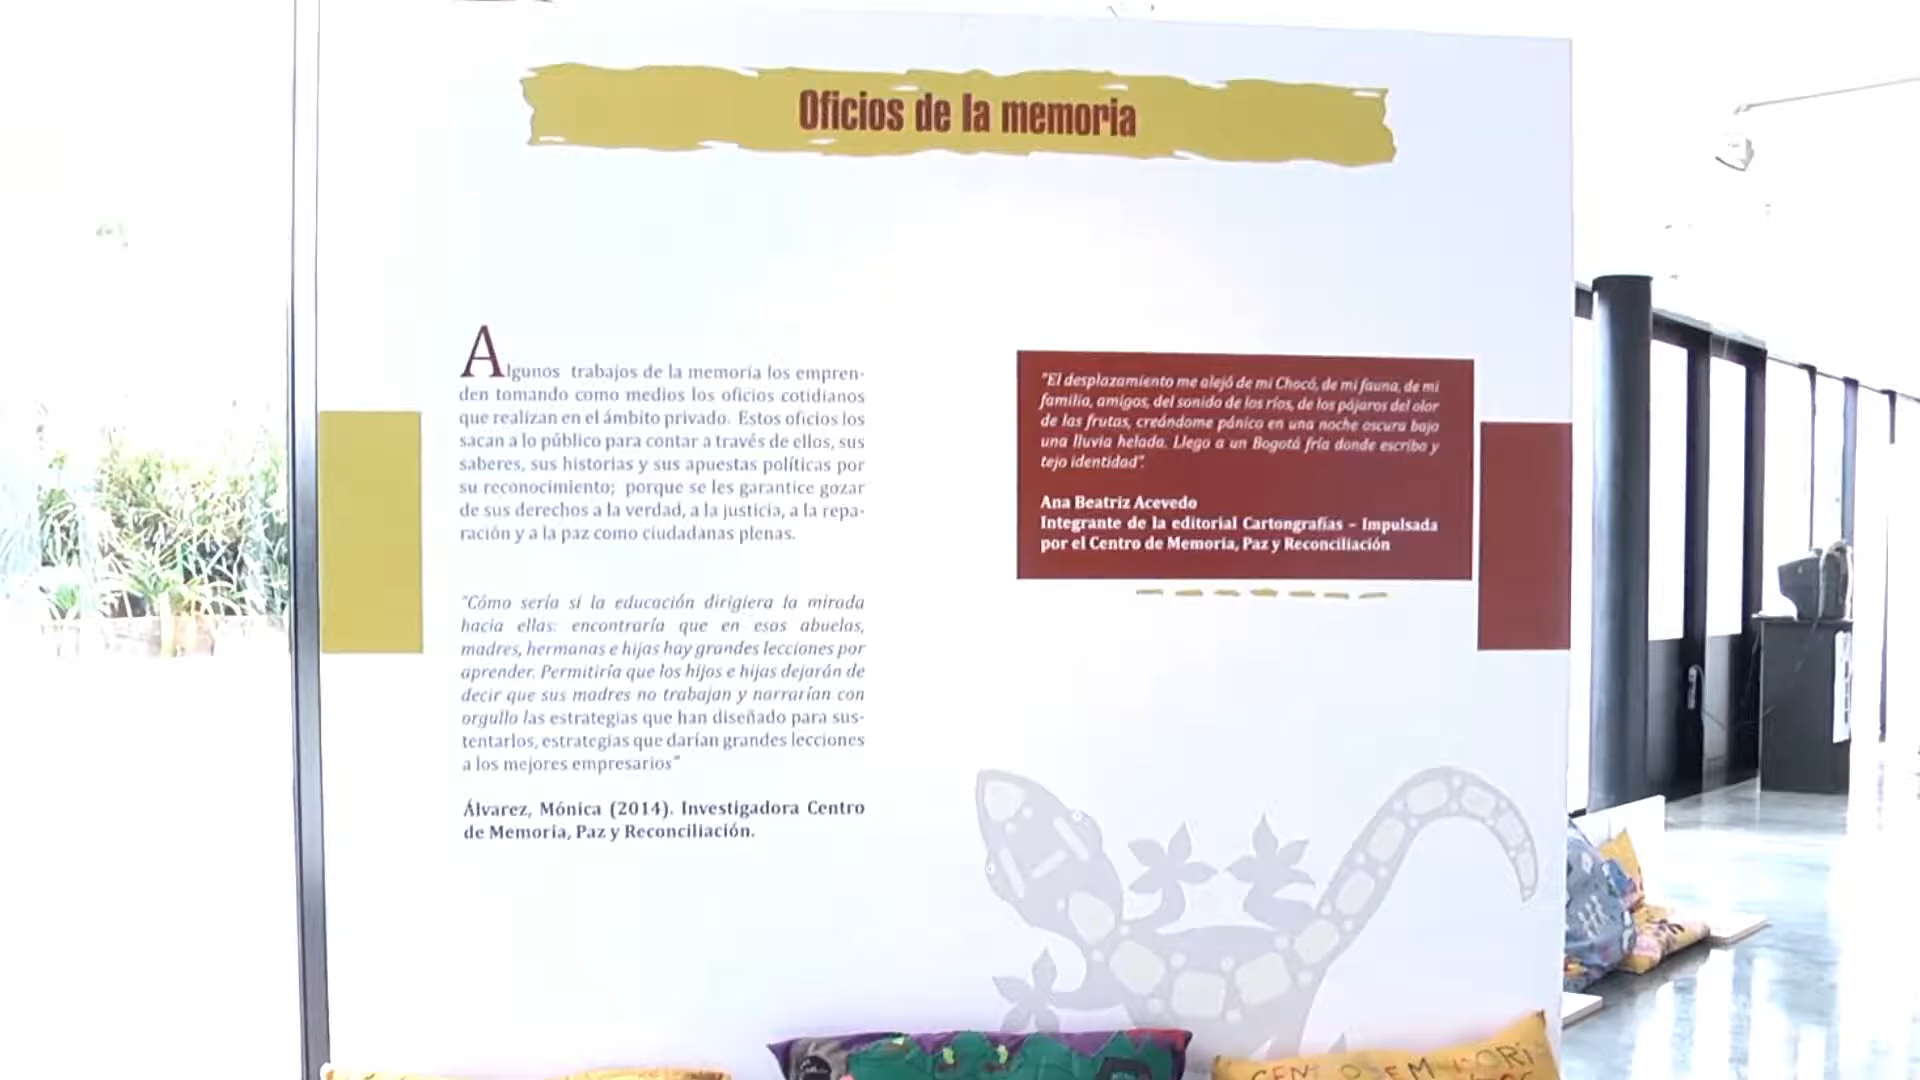 Oficios de la memoria
Algunos trabajos de la memoria los empren-
den tomando como medios los oficios cotidianos
que realizan en el ámbito privado. Estos oficios los
sacan a lo público para contar a través de ellos, sus
saberes, sus historias y sus apuestas políticas por
su reconocimiento; porque se les garantice gozar
de sus derechos a la verdad, a la justicia, a la repa-
ración y a la paz como ciudadanas plenas.
"Cómo sería si la educación dirigiera la mirada
hacia ellas: encontraría que en esas abuelas,
madres, hermanas e hijas hay grandes lecciones por
aprender. Permitiría que los hijos e hijas dejarán de
decir que sus madres no trabajan y narrarían con
orgullo las estrategias que han diseñado para sus-
tentarlos, estrategias que darían grandes lecciones
a los mejores empresarios"
Álvarez, Mónica (2014). Investigadora Centro
de Memoria, Paz y Reconciliación.
"El desplazamiento me alejó de mi Chocó, de mi fauna, de mi
familia, amigos, del sonido de los ríos, de los pájaros del olor
de las frutas, creándome pánico en una noche oscura bajo
una lluvia helada. Llego a un Bogotá fría donde escribo y
tejo identidad".
Ana Beatriz Acevedo
Integrante de la editorial Cartongrafías – Impulsada
por el Centro de Memoria, Paz y Reconciliación